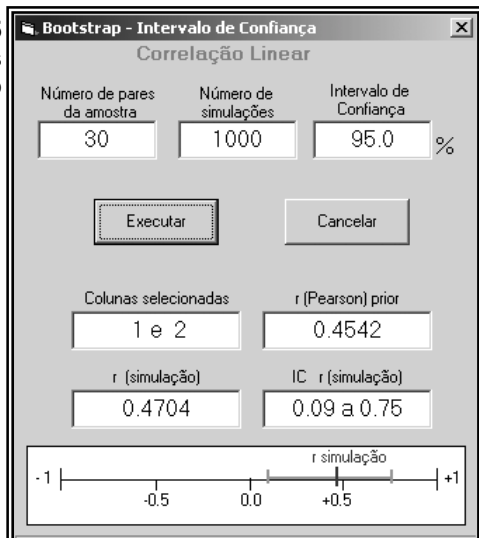 Bootstrap - Intervalo de Confiança
Correlação Linear
Número de pares da amostra
Número de simulações
Intervalo de Confiança
30
1000
95.0
%
Executar
Cancelar
Colunas selecionadas
r (Pearson) prior
1 e 2
0.4542
r (simulação)
IC r (simulação)
0.4704
0.09 a 0.75
r simulação
-1
+1
-0.5
0.0
+0.5